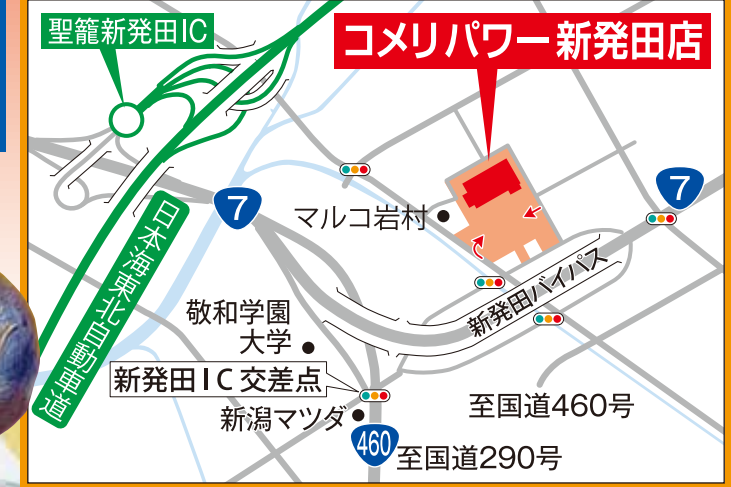 聖籠新発田IC
コメリパワー新発田店
7
7
マルコ岩村
日本海東北自動車道
新発田バイパス
敬和学園
大学
新発田IC交差点
新潟マツダ
460
至国道460号
至国道290号